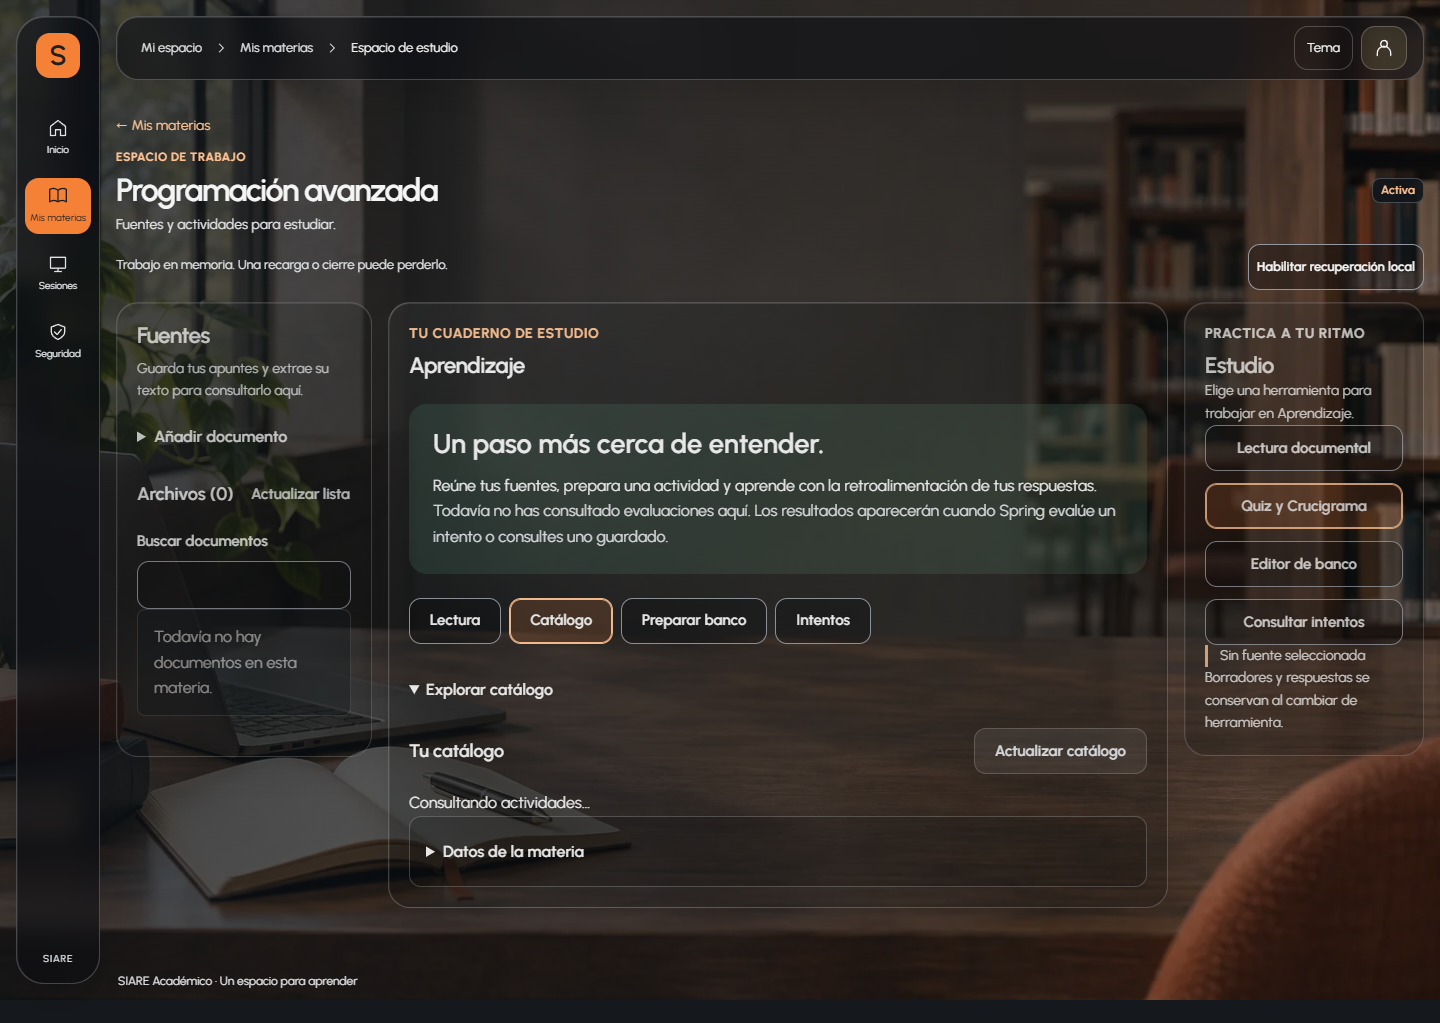 S
Inicio
Mis materias
Sesiones
Seguridad
SIARE
Mi espacio > Mis materias > Espacio de estudio
Tema
← Mis materias
ESPACIO DE TRABAJO
Programación avanzada
Activa
Fuentes y actividades para estudiar.
Trabajo en memoria. Una recarga o cierre puede perderlo.
Habilitar recuperación local
Fuentes
Guarda tus apuntes y extrae su
texto para consultarlo aquí.
▶ Añadir documento
Archivos (0) Actualizar lista
Buscar documentos
Todavía no hay
documentos en esta
materia.
TU CUADERNO DE ESTUDIO
Aprendizaje
Un paso más cerca de entender.
Reúne tus fuentes, prepara una actividad y aprende con la retroalimentación de tus respuestas.
Todavía no has consultado evaluaciones aquí. Los resultados aparecerán cuando Spring evalúe un
intento o consultes uno guardado.
Lectura Catálogo Preparar banco Intentos
▼ Explorar catálogo
Tu catálogo Actualizar catálogo
Consultando actividades...
▶ Datos de la materia
PRACTICA A TU RITMO
Estudio
Elige una herramienta para
trabajar en Aprendizaje.
Lectura documental
Quiz y Crucigrama
Editor de banco
Consultar intentos
Sin fuente seleccionada
Borradores y respuestas se
conservan al cambiar de
herramienta.
SIARE Académico · Un espacio para aprender